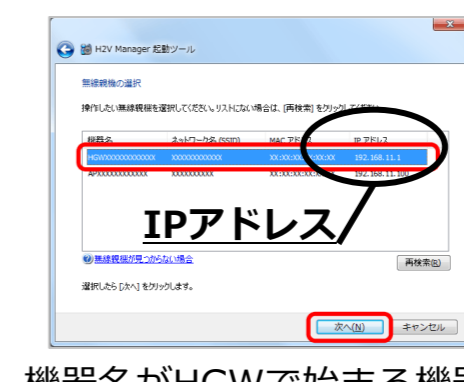 H2V Manager 起動ツール
無線親機の選択
操作したい無線親機を選択してください。リストにない場合は、[再検索] をクリックしてください。
機器名 ネットワーク名 (SSID) MAC アドレス IP アドレス
HGWXXXXXXXXXXXX XXXXXXXXXXXX XX:XX:XX:XX:XX:XX 192.168.11.1
APXXXXXXXXXXXX XXXXXXXXXX XX:XX:XX:XX:XX:XX 192.168.11.100
IPアドレス
無線親機が見つからない場合
再検索(R)
選択したら [次へ] をクリックします。
次へ(N) キャンセル
機器名がHGWで始まる機器